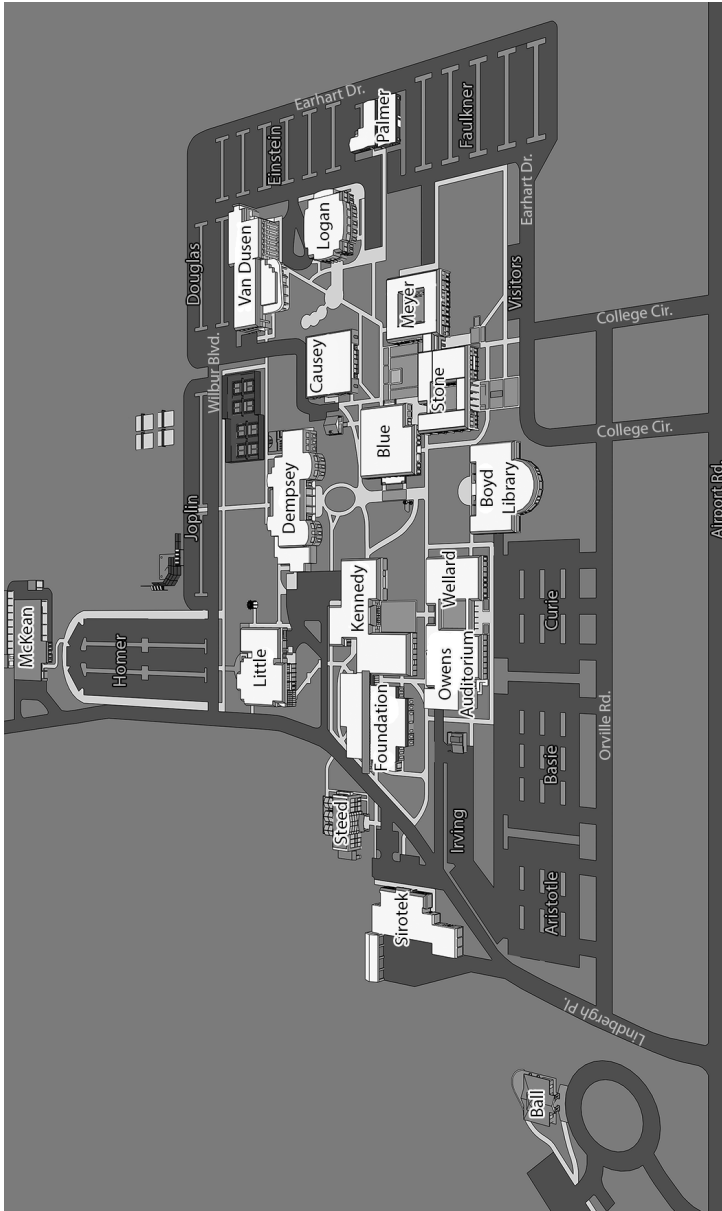 McKean
Homer
Joplin
Wilbur Blvd.
Douglas
Einstein
Earhart Dr.
Little
Dempsey
Van Dusen
Logan
Palmer
Steed
Foundation
Kennedy
Blue
Causey
Meyer
Faulkner
Sirotek
Irving
Owens
Auditorium
Wellard
Boyd
Library
Stone
Visitors
Earhart Dr.
Aristotle
Basie
Curie
Ball
Lindbergh Pl.
Orville Rd.
College Cir.
College Cir.
Airport Rd.